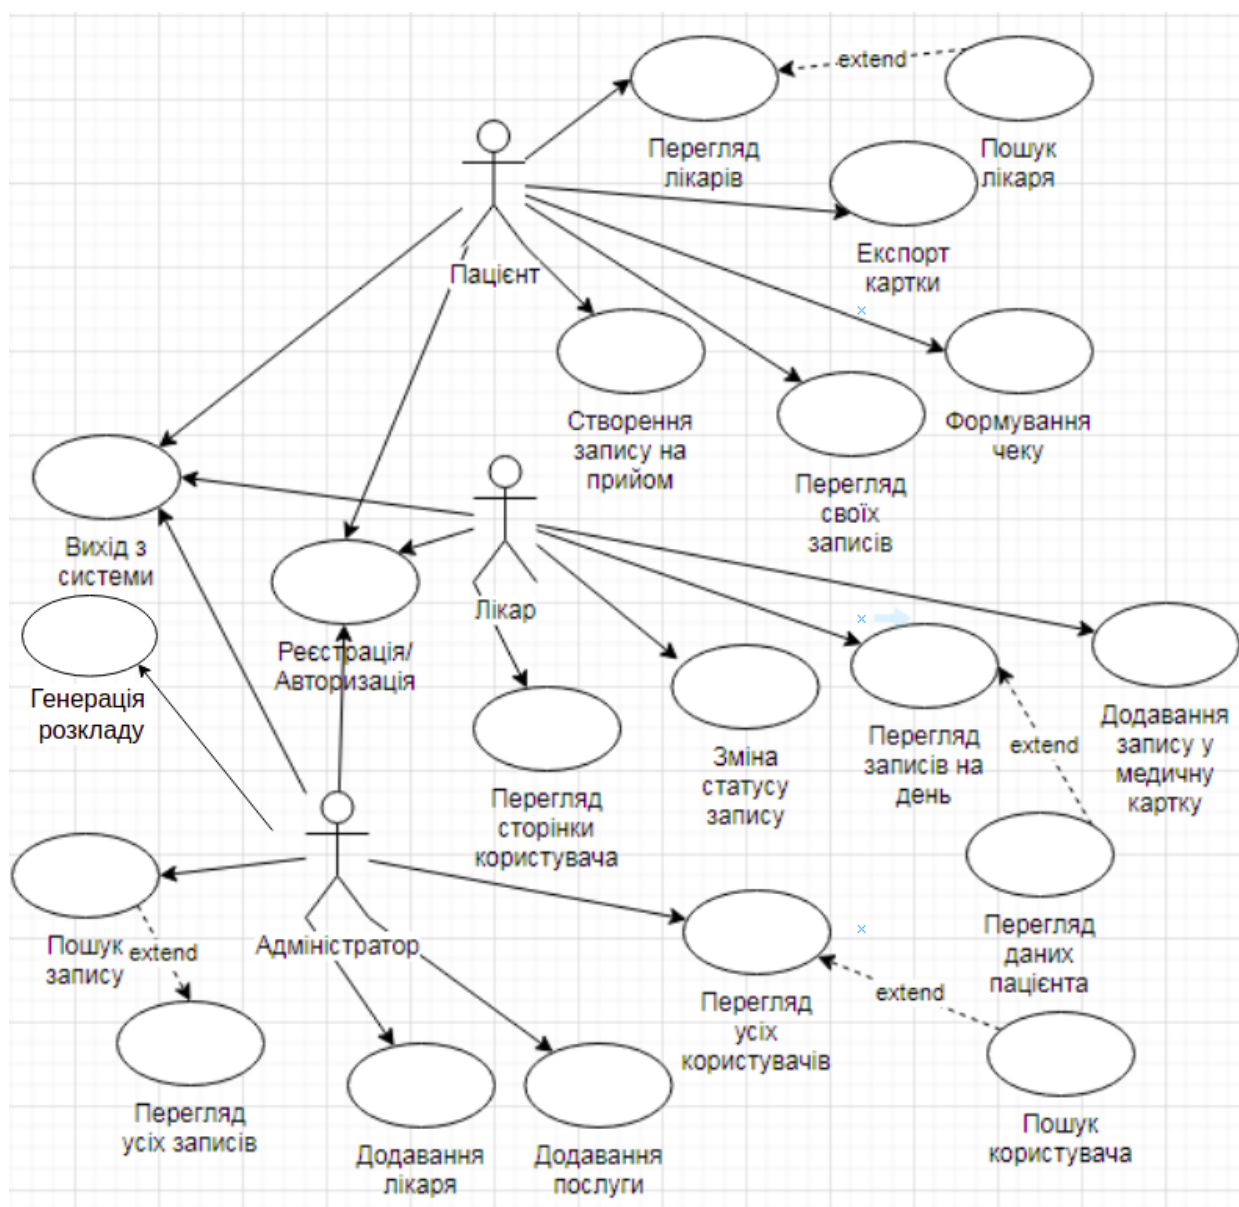 extend
Перегляд
лікарів
Пошук
лікаря
Експорт
картки
Пацієнт
Створення
запису на
прийом
Формування
чеку
Перегляд
своїх
записів
Вихід з
системи
Лікар
Реєстрація/
Авторизація
Генерація
розкладу
Перегляд
сторінки
користувача
Зміна
статусу
запису
Перегляд
записів на
день
extend
Додавання
запису у
медичну
картку
Пошук
запису
extend
Адміністратор
Перегляд
даних
пацієнта
Перегляд
усіх
користувачів
extend
Перегляд
усіх записів
Додавання
лікаря
Додавання
послуги
Пошук
користувача